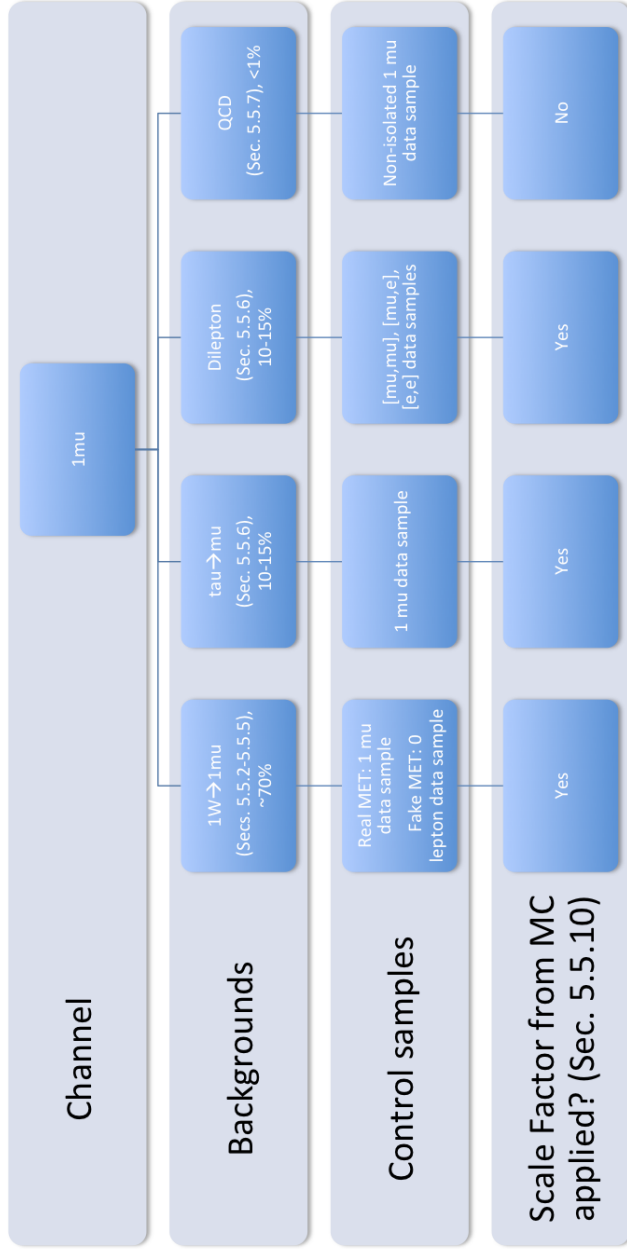 Channel
1mu
Backgrounds
1W→1mu
(Secs. 5.5.2-5.5.5),
~70%
tau→mu
(Sec. 5.5.6),
10-15%
Dilepton
(Sec. 5.5.6),
10-15%
QCD
(Sec. 5.5.7), <1%
Control samples
Real MET: 1 mu
data sample
Fake MET: 0
lepton data sample
1 mu data sample
[mu,mu], [mu,e],
[e,e] data samples
Non-isolated 1 mu
data sample
Scale Factor from MC
applied? (Sec. 5.5.10)
Yes
Yes
Yes
No